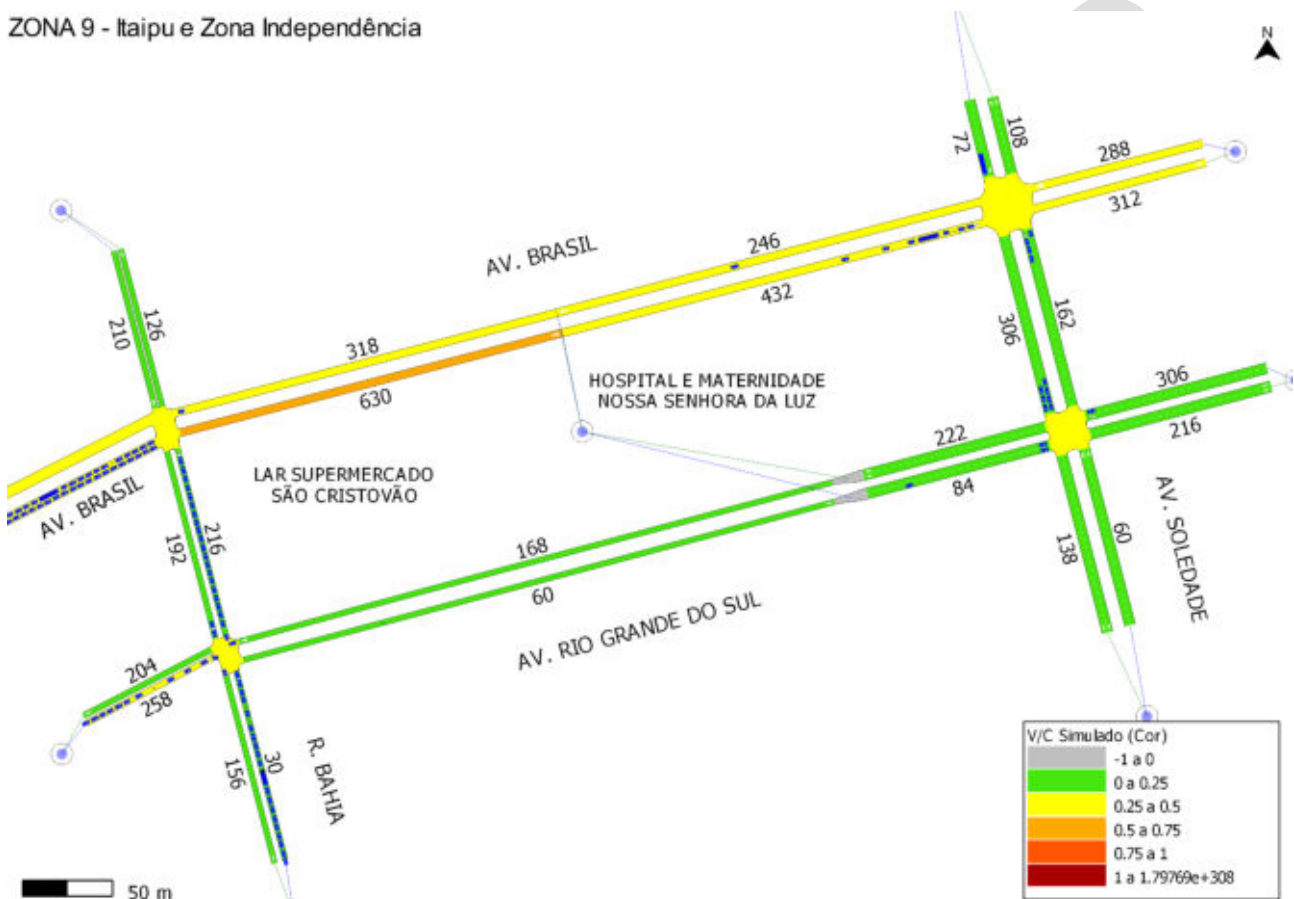 ZONA 9 - Itaipu e Zona Independência
N
108
72
288
312
246
AV. BRASIL
432
126
210
306
162
318
630
HOSPITAL E MATERNIDADE
NOSSA SENHORA DA LUZ
306
216
222
84
LAR SUPERMERCADO
SÃO CRISTOVÃO
AV. BRASIL
192
216
AV. SOLEDADE
138
60
168
60
AV. RIO GRANDE DO SUL
204
258
156
30
R. BAHIA
V/C Simulado (Cor)
-1 a 0
0 a 0.25
0.25 a 0.5
0.5 a 0.75
0.75 a 1
1 a 1.79769e+308
50 m